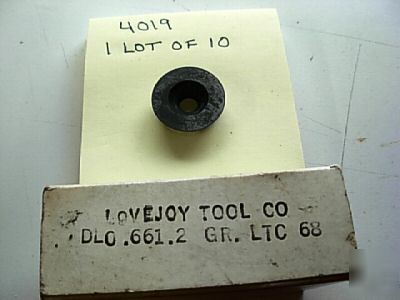 4019
1 LOT OF 10
LOVEJOY TOOL CO
DLO .661.2 GR. LTC 68